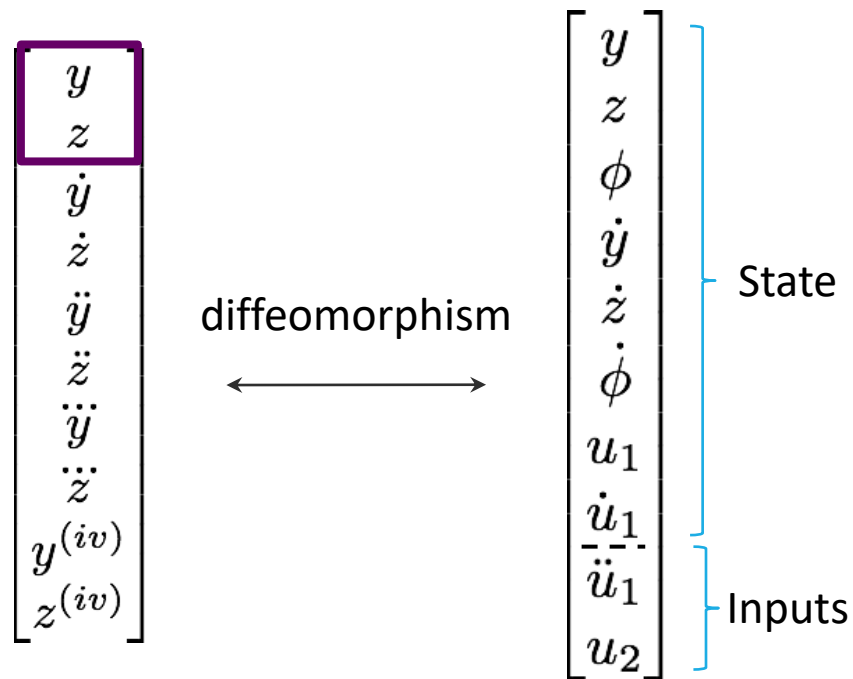 y
z
ẏ
ż
ÿ
z̈
y⃛
z⃛
y^{(iv)}
z^{(iv)}
diffeomorphism
y
z
ϕ
ẏ
ż
ϕ̇
u₁
u̇₁
ü₁
u₂
State
Inputs